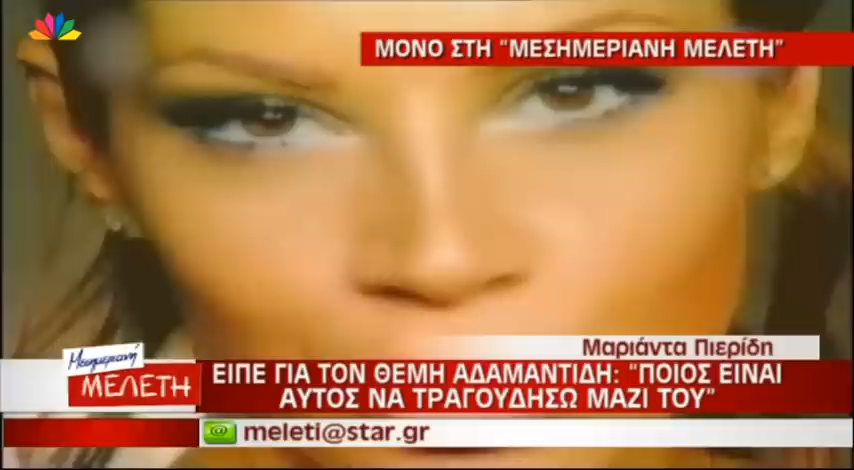 ΜΟΝΟ ΣΤΗ "ΜΕΣΗΜΕΡΙΑΝΗ ΜΕΛΕΤΗ"
Μαριάντα Πιερίδη
Μεσημεριανή
ΜΕΛΕΤΗ
ΕΙΠΕ ΓΙΑ ΤΟΝ ΘΕΜΗ ΑΔΑΜΑΝΤΙΔΗ: "ΠΟΙΟΣ ΕΙΝΑΙ
ΑΥΤΟΣ ΝΑ ΤΡΑΓΟΥΔΗΣΩ ΜΑΖΙ ΤΟΥ"
@ meleti@star.gr